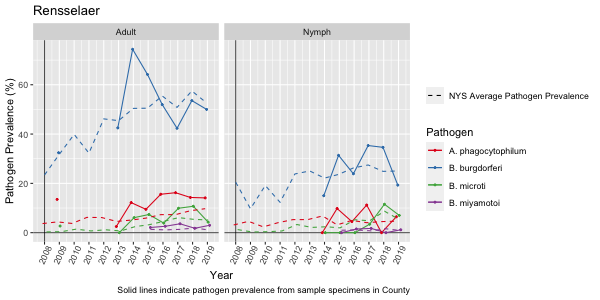 Rensselaer
Adult
Nymph
Pathogen Prevalence (%)
60
40
20
0
2008 2009 2010 2011 2012 2013 2014 2015 2016 2017 2018 2019
2008 2009 2010 2011 2012 2013 2014 2015 2016 2017 2018 2019
Year
Solid lines indicate pathogen prevalence from sample specimens in County
NYS Average Pathogen Prevalence
Pathogen
A. phagocytophilum
B. burgdorferi
B. microti
B. miyamotoi